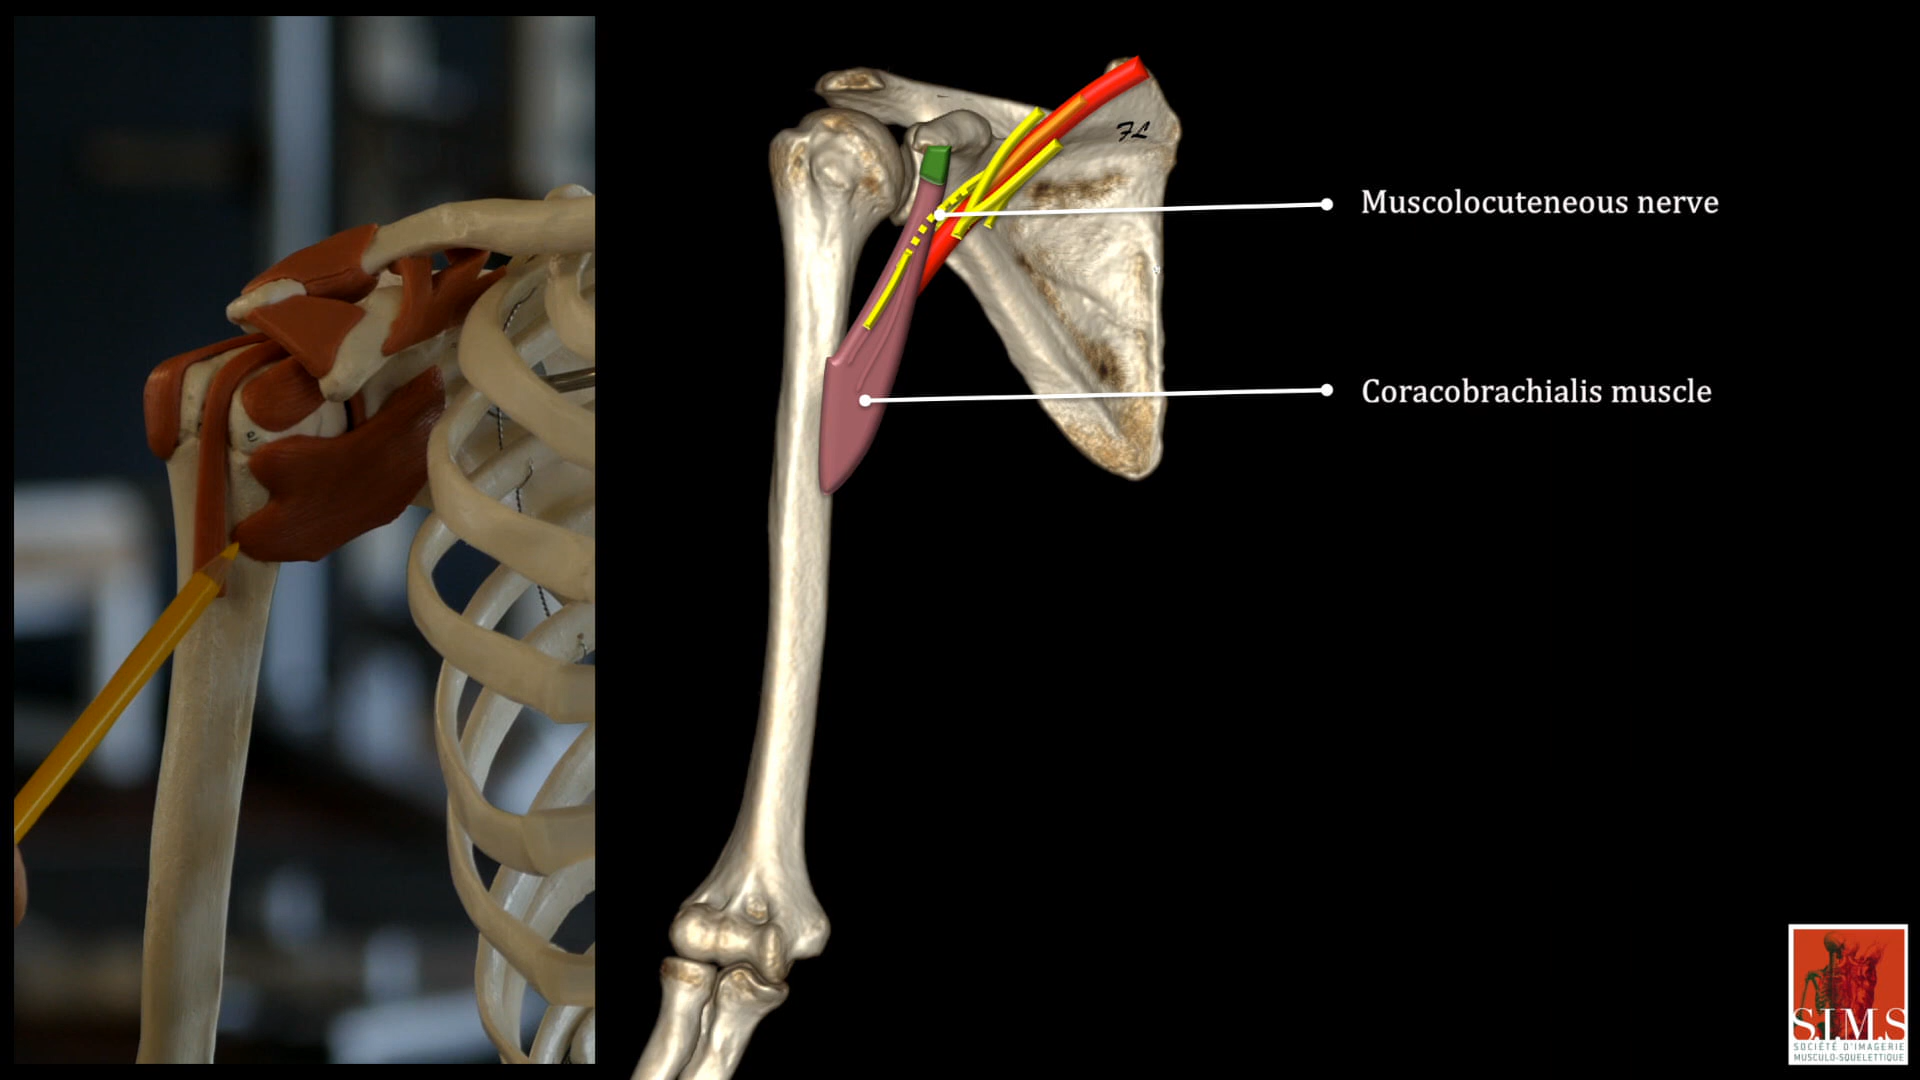 FL
Muscolocuteneous nerve
Coracobrachialis muscle
e
S.I.M.S
SOCIÉTÉ D'IMAGERIE
MUSCULO-SQUELETTIQUE